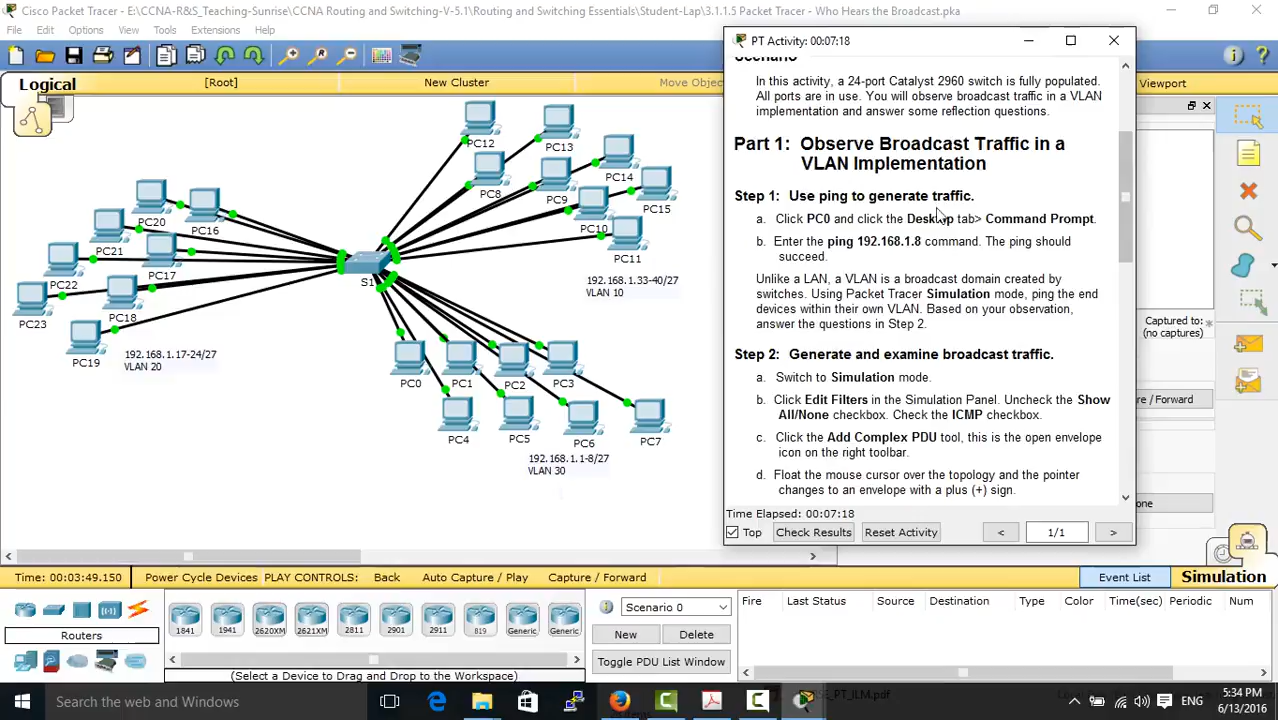 Cisco Packet Tracer - E:\CCNA-R&S_Teaching-Sunrise\CCNA Routing and Switching-V-5.1\Routing and Switching Essentials\Student-Lap\3.1.1.5 Packet Tracer - Who Hears the Broadcast.pka
File Edit Options View Tools Extensions Help
Logical
[Root]
New Cluster
Move Objec
Viewport
PT Activity: 00:07:18
Scenario
In this activity, a 24-port Catalyst 2960 switch is fully populated.
All ports are in use. You will observe broadcast traffic in a VLAN
implementation and answer some reflection questions.
Part 1: Observe Broadcast Traffic in a
VLAN Implementation
Step 1: Use ping to generate traffic.
a. Click PC0 and click the Desktop tab> Command Prompt.
b. Enter the ping 192.168.1.8 command. The ping should
succeed.
Unlike a LAN, a VLAN is a broadcast domain created by
switches. Using Packet Tracer Simulation mode, ping the end
devices within their own VLAN. Based on your observation,
answer the questions in Step 2.
Step 2: Generate and examine broadcast traffic.
a. Switch to Simulation mode.
b. Click Edit Filters in the Simulation Panel. Uncheck the Show
All/None checkbox. Check the ICMP checkbox.
c. Click the Add Complex PDU tool, this is the open envelope
icon on the right toolbar.
d. Float the mouse cursor over the topology and the pointer
changes to an envelope with a plus (+) sign.
Time Elapsed: 00:07:18
Top
Check Results
Reset Activity
<
1/1
>
PC12
PC13
PC14
PC8
PC9
PC15
PC10
PC11
192.168.1.33-40/27
VLAN 10
PC20
PC16
PC21
PC17
PC22
PC18
PC23
PC19
S1
192.168.1.17-24/27
VLAN 20
PC0
PC1
PC2
PC3
PC4
PC5
PC6
PC7
192.168.1.1-8/27
VLAN 30
Captured to:
(no captures)
*
re / Forward
one
Time: 00:03:49.150
Power Cycle Devices
PLAY CONTROLS:
Back
Auto Capture / Play
Capture / Forward
Event List
Simulation
Routers
1841
1941
2620XM
2621XM
2811
2901
2911
819
Generic
Generic
(Select a Device to Drag and Drop to the Workspace)
Scenario 0
New
Delete
Toggle PDU List Window
Fire
Last Status
Source
Destination
Type
Color
Time(sec)
Periodic
Num
Search the web and Windows
ENG
5:34 PM
6/13/2016